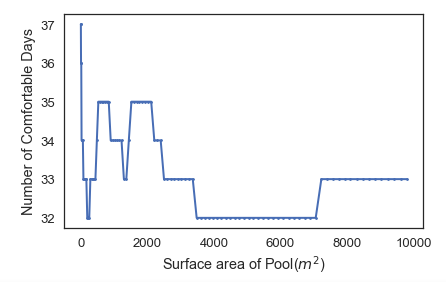 37
36
35
34
33
32
Number of Comfortable Days
0 2000 4000 6000 8000 10000
Surface area of Pool(m²)